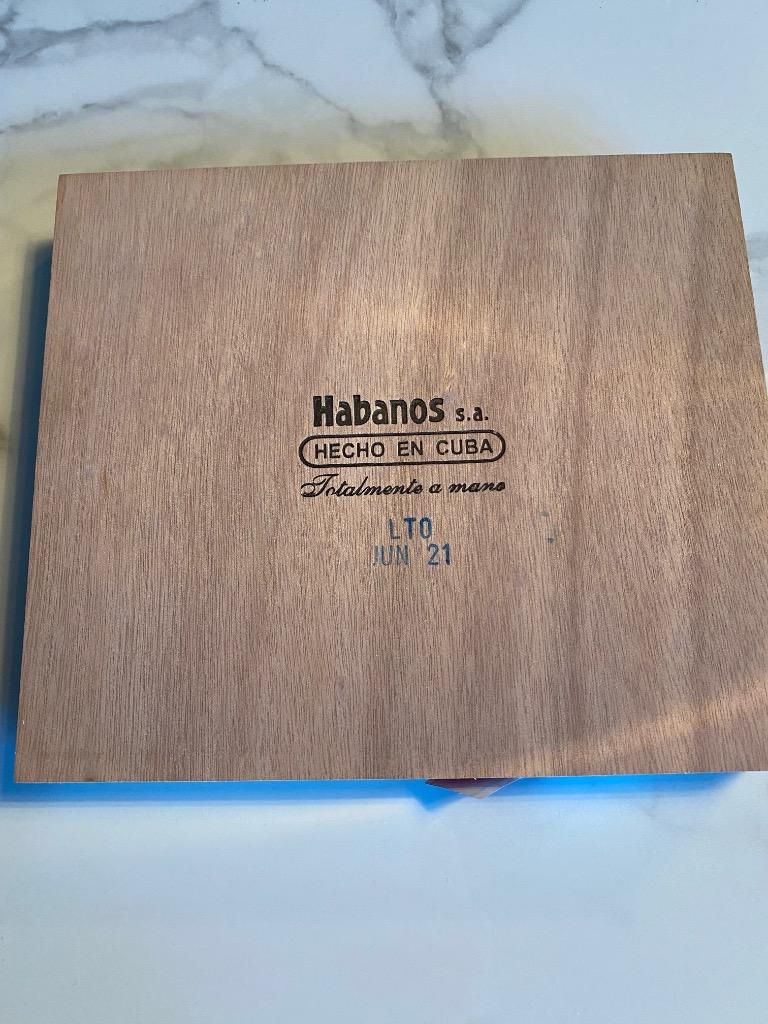 Habanos s.a.
HECHO EN CUBA
Totalmente a mano
LTO
JUN 21